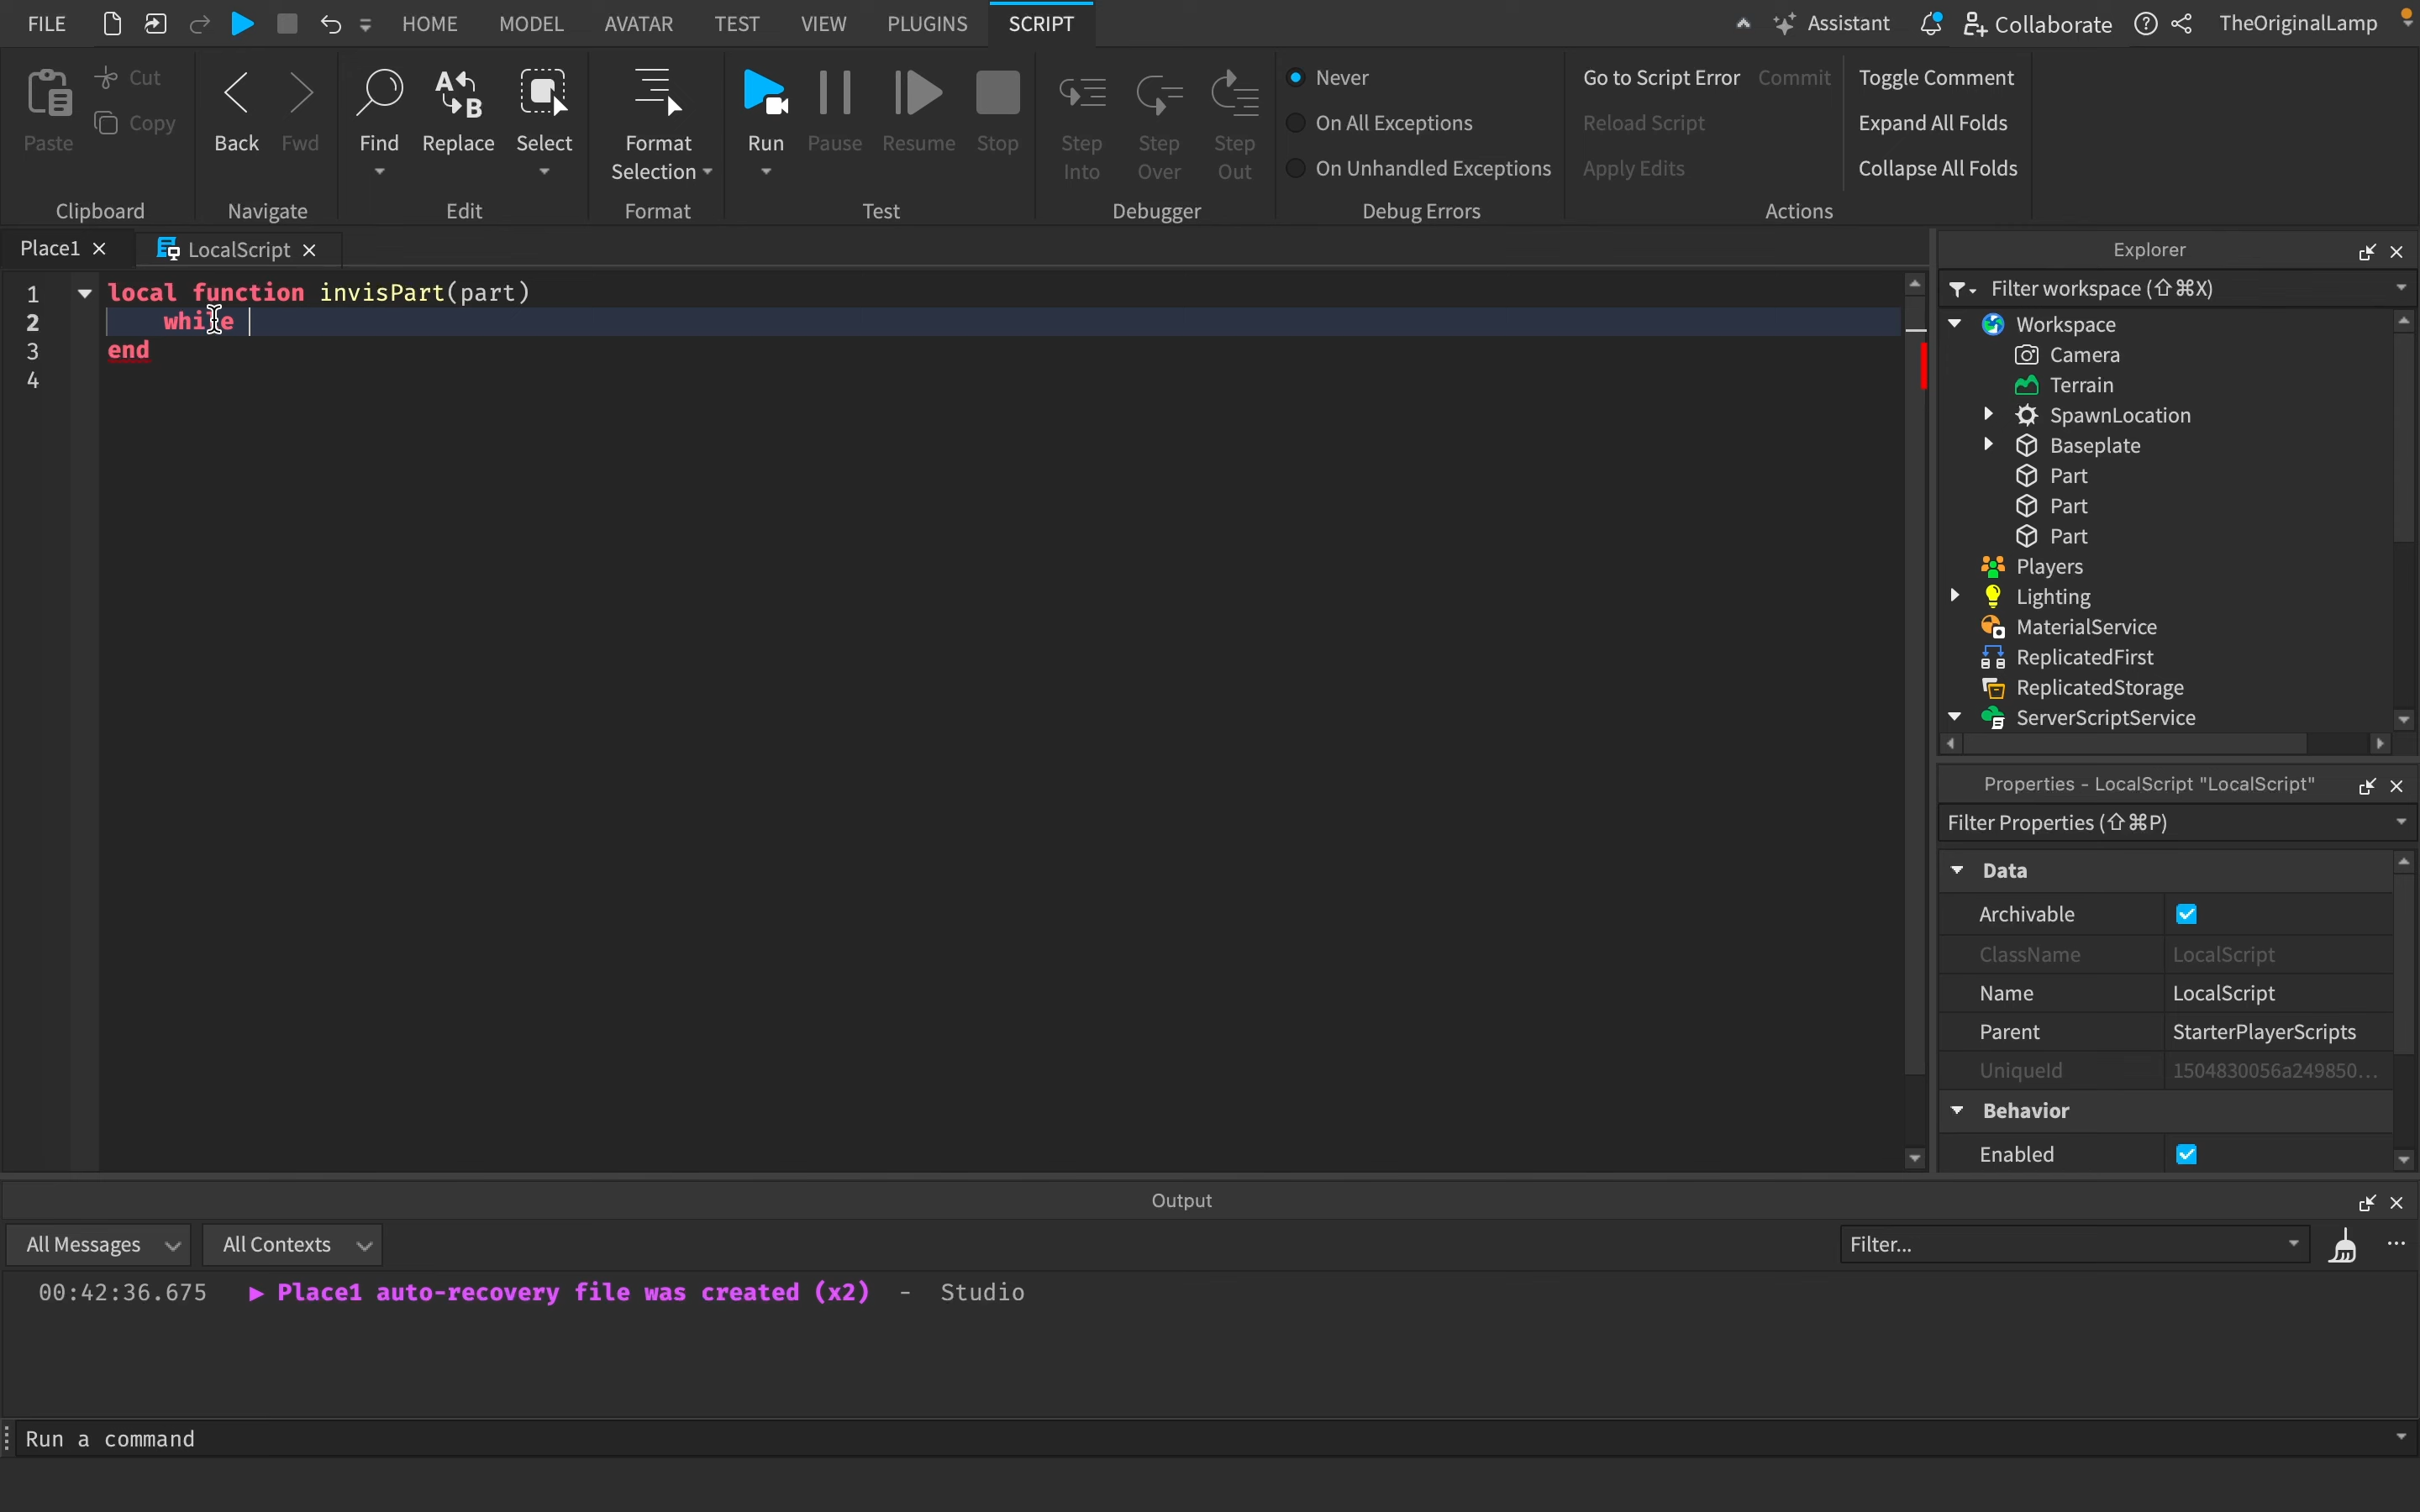 FILE HOME MODEL AVATAR TEST VIEW PLUGINS SCRIPT Assistant Collaborate TheOriginalLamp
Paste Cut Copy
Clipboard
Back Fwd
Navigate
Find Replace Select
Edit
Format Selection
Format
Run Pause Resume Stop
Test
Step Into Step Over Step Out
Debugger
Never
On All Exceptions
On Unhandled Exceptions
Debug Errors
Go to Script Error Commit Toggle Comment
Reload Script Expand All Folds
Apply Edits Collapse All Folds
Actions
Place1 LocalScript
1 local function invisPart(part)
2 while
3 end
4
Explorer
Filter workspace (⇧⌘X)
Workspace
Camera
Terrain
SpawnLocation
Baseplate
Part
Part
Part
Players
Lighting
MaterialService
ReplicatedFirst
ReplicatedStorage
ServerScriptService
Properties - LocalScript "LocalScript"
Filter Properties (⇧⌘P)
Data
Archivable
ClassName LocalScript
Name LocalScript
Parent StarterPlayerScripts
UniqueId 1504830056a249850...
Behavior
Enabled
Output
All Messages All Contexts Filter...
00:42:36.675 ▶ Place1 auto-recovery file was created (x2) - Studio
Run a command